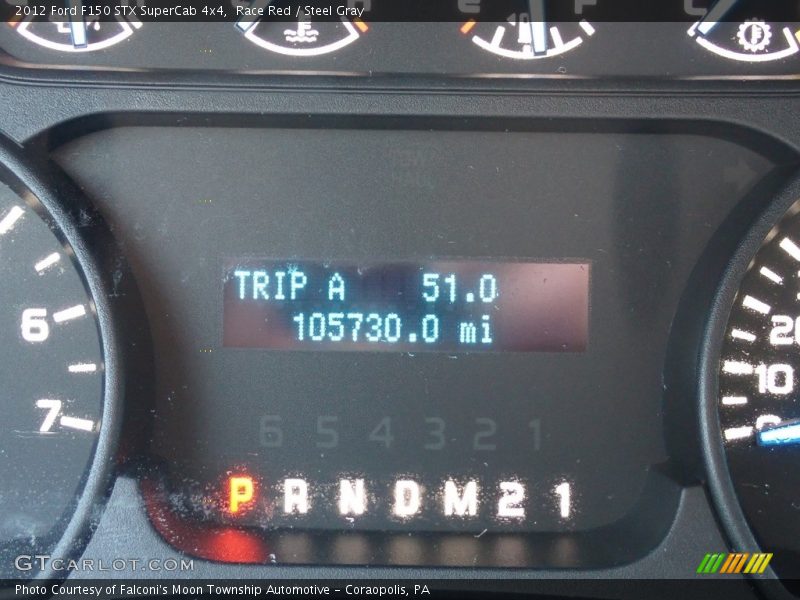 2012 Ford F150 STX SuperCab 4x4,  Race Red / Steel Gray
E F
TRIP A 51.0
105730.0 mi
6
7
20
10
0
6 5 4 3 2 1
P R N D M 2 1
GTCARLOT.COM
Photo Courtesy of Falconi's Moon Township Automotive - Coraopolis, PA